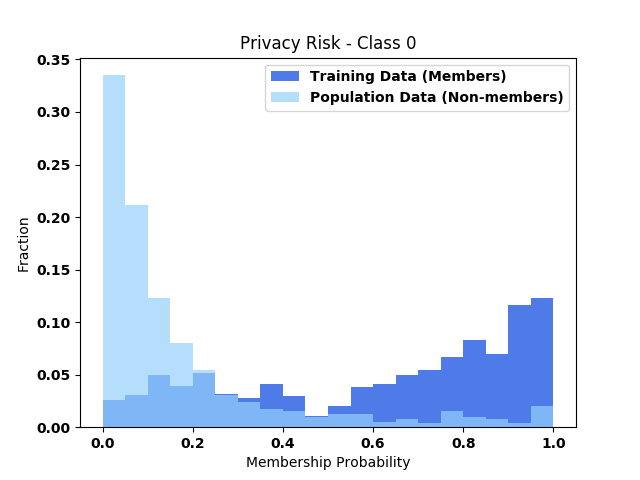 Privacy Risk - Class 0
Training Data (Members)
Population Data (Non-members)
Fraction
0.35
0.30
0.25
0.20
0.15
0.10
0.05
0.00
0.0 0.2 0.4 0.6 0.8 1.0
Membership Probability